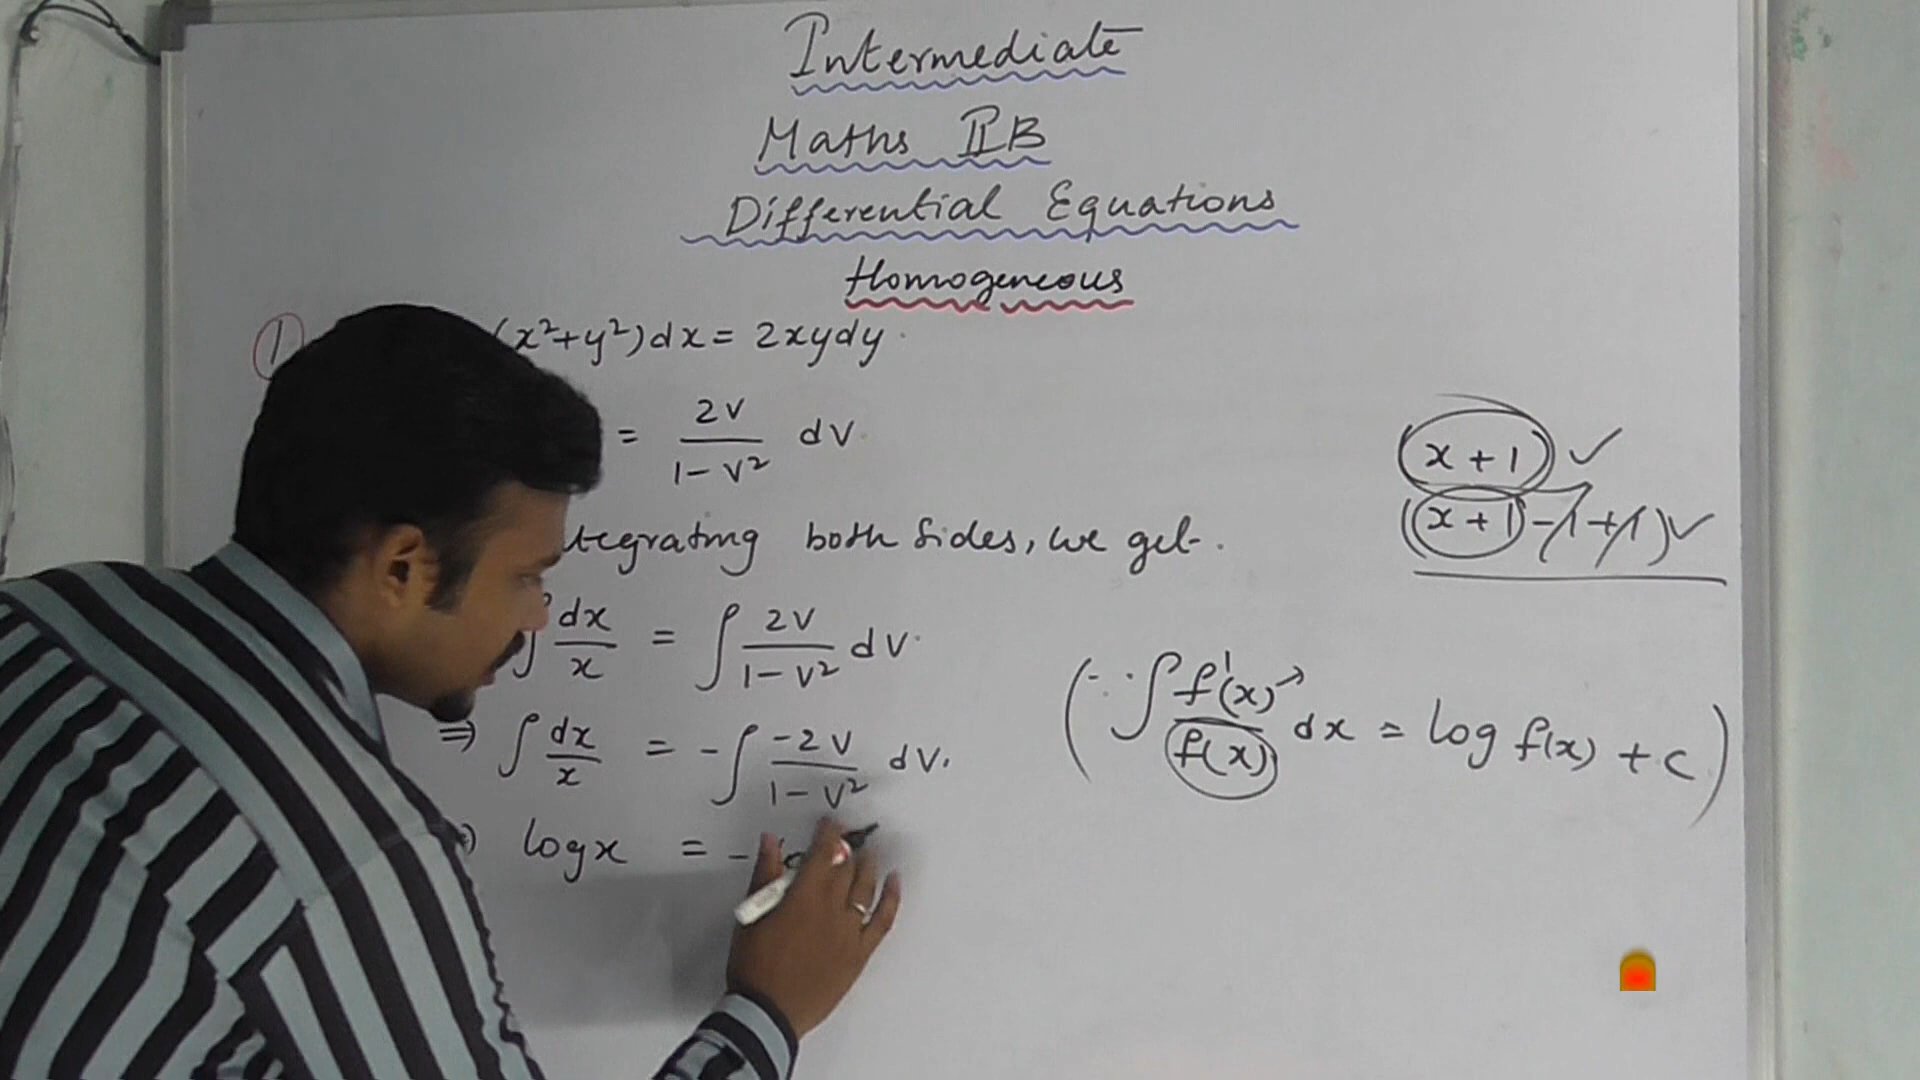 Intermediate
Maths IIB
Differential Equations
Homogeneous
1 (x²+y²)dx = 2xydy.
= 2v / 1-v² dv.
tegrating both sides, we get.
∫ dx/x = ∫ 2v / 1-v² dv.
⇒ ∫ dx/x = -∫ -2v / 1-v² dv.
⇒ log x = -
(x+1) ✓
((x+1)-1+1) ✓
(∵ ∫ f'(x) / f(x) dx = log f(x) + c)